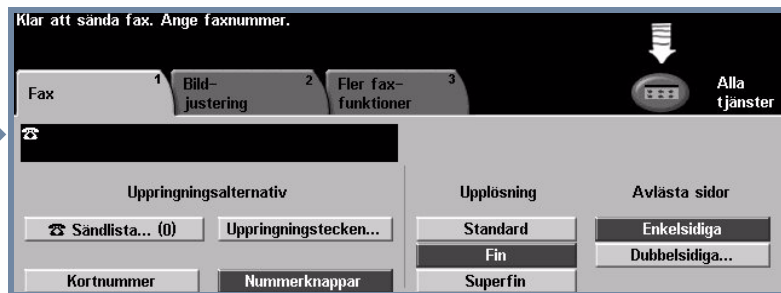 Klar att sända fax. Ange faxnummer.
Fax 1
Bild- 2
justering
Fler fax- 3
funktioner
Alla
tjänster
Uppringningsalternativ
Sändlista... (0)
Uppringningstecken...
Kortnummer
Nummerknappar
Upplösning
Standard
Fin
Superfin
Avlästa sidor
Enkelsidiga
Dubbelsidiga...